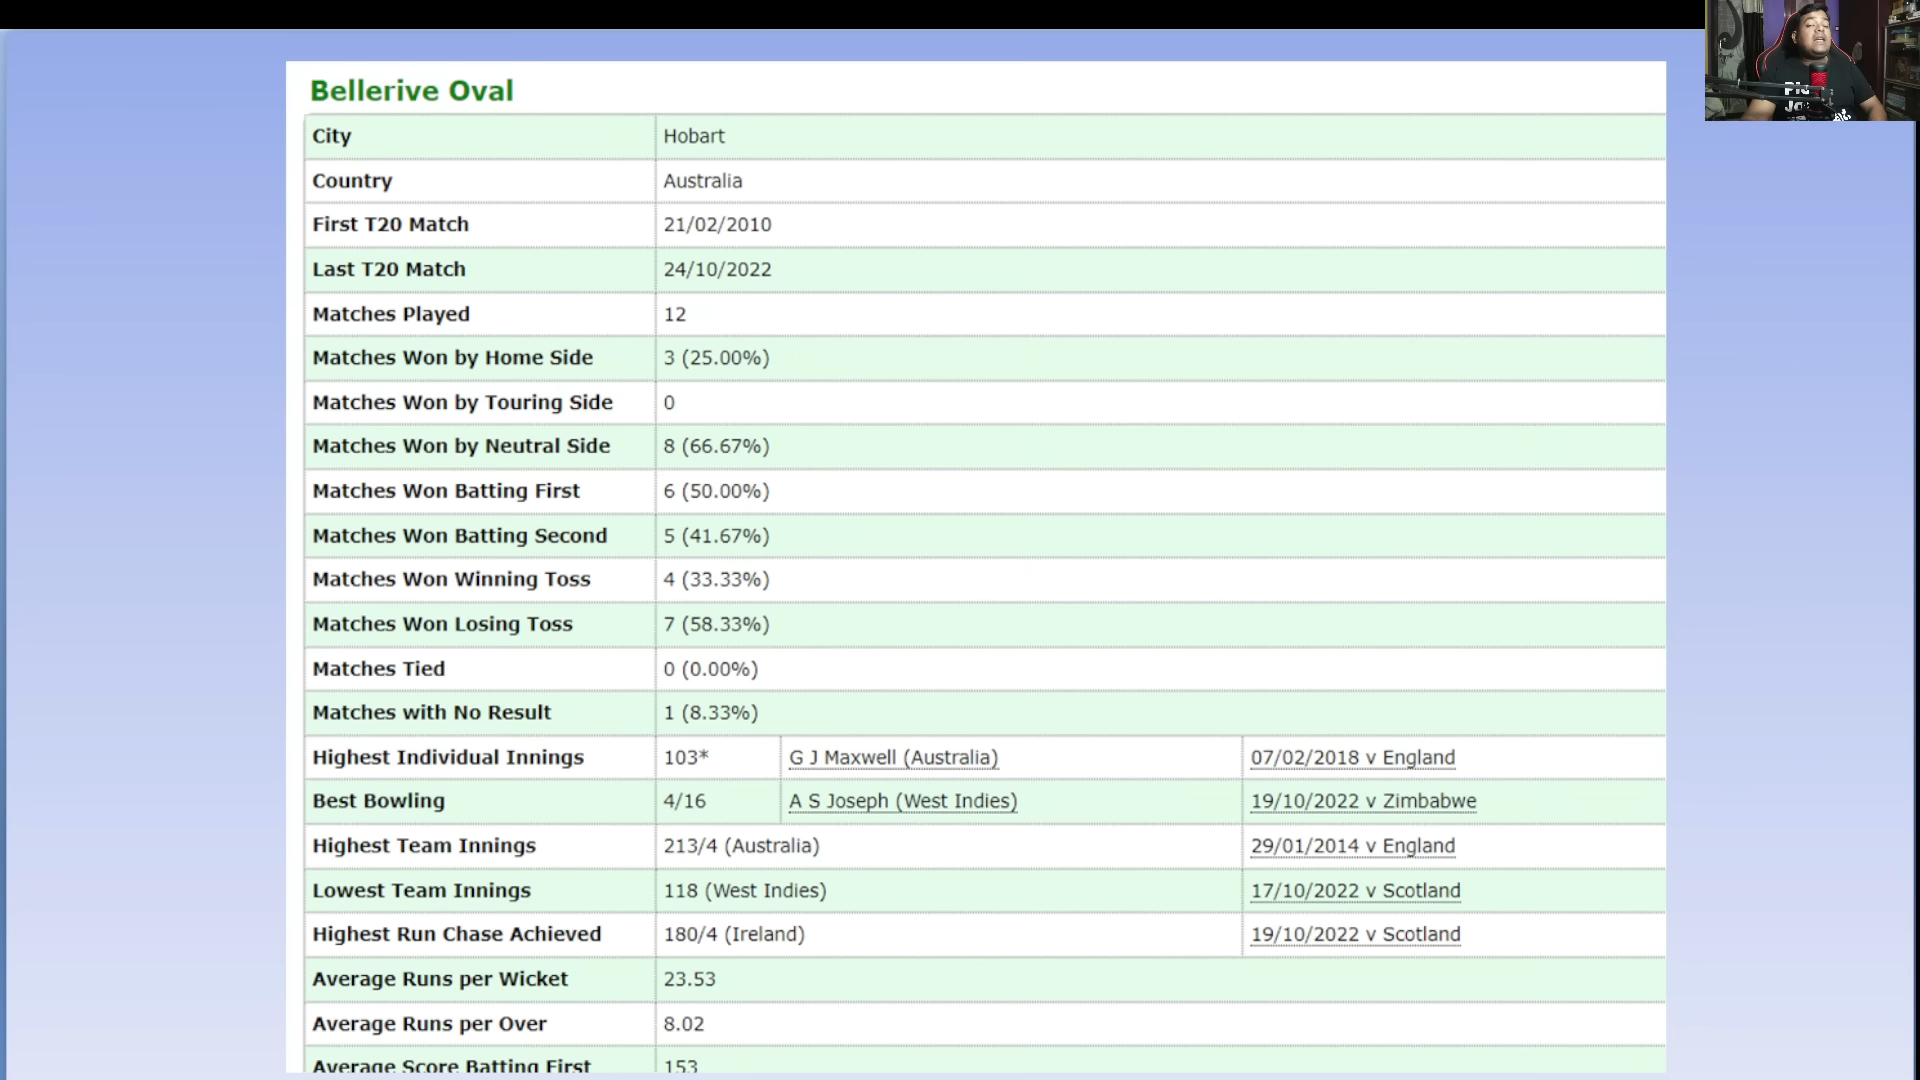 Bellerive Oval
City Hobart
Country Australia
First T20 Match 21/02/2010
Last T20 Match 24/10/2022
Matches Played 12
Matches Won by Home Side 3 (25.00%)
Matches Won by Touring Side 0
Matches Won by Neutral Side 8 (66.67%)
Matches Won Batting First 6 (50.00%)
Matches Won Batting Second 5 (41.67%)
Matches Won Winning Toss 4 (33.33%)
Matches Won Losing Toss 7 (58.33%)
Matches Tied 0 (0.00%)
Matches with No Result 1 (8.33%)
Highest Individual Innings 103* G J Maxwell (Australia) 07/02/2018 v England
Best Bowling 4/16 A S Joseph (West Indies) 19/10/2022 v Zimbabwe
Highest Team Innings 213/4 (Australia) 29/01/2014 v England
Lowest Team Innings 118 (West Indies) 17/10/2022 v Scotland
Highest Run Chase Achieved 180/4 (Ireland) 19/10/2022 v Scotland
Average Runs per Wicket 23.53
Average Runs per Over 8.02
Average Score Batting First 153